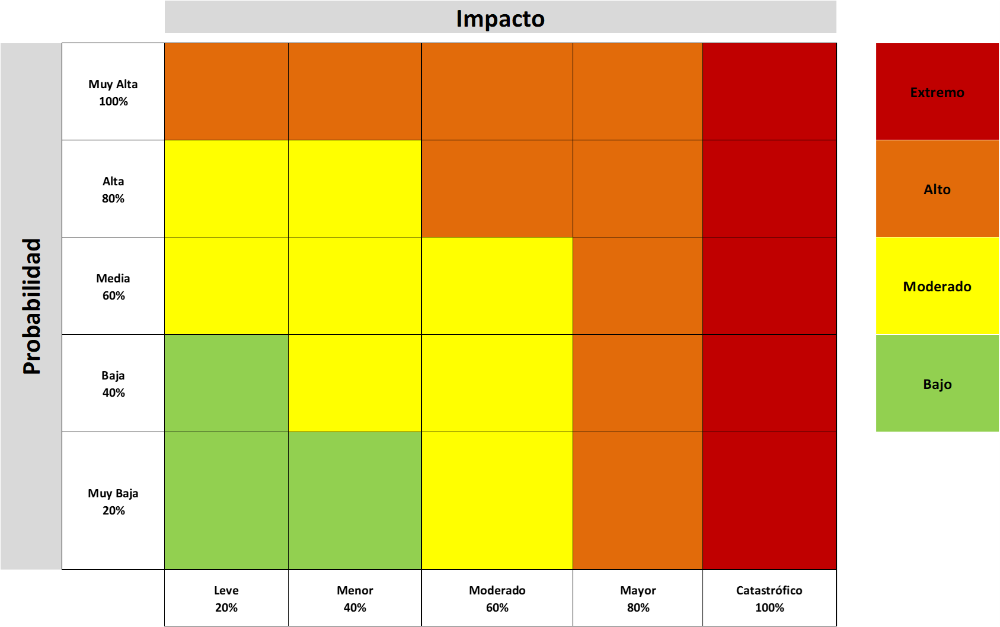 Impacto
Probabilidad
Muy Alta
100%
Extremo
Alta
80%
Alto
Media
60%
Moderado
Baja
40%
Bajo
Muy Baja
20%
Leve
20%
Menor
40%
Moderado
60%
Mayor
80%
Catastrófico
100%